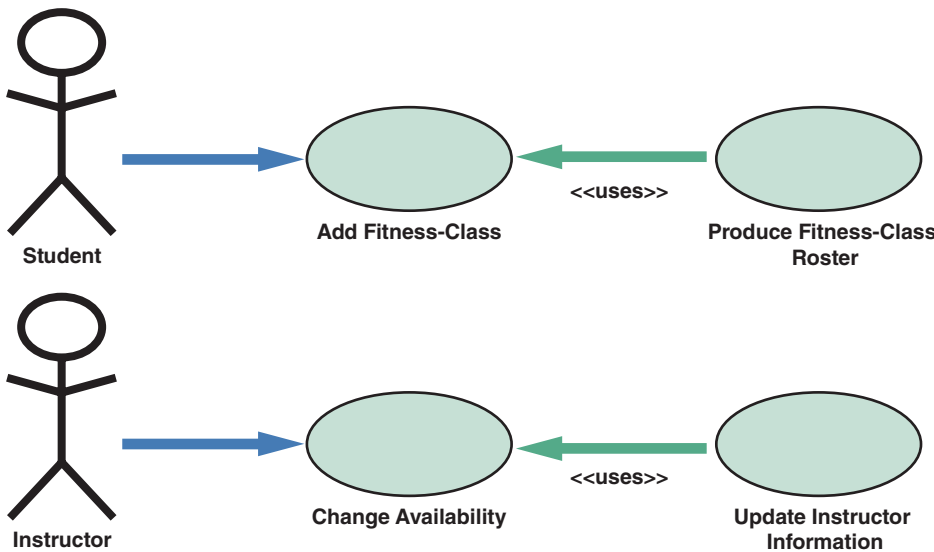 <<uses>>
Add Fitness-Class
Produce Fitness-Class
Roster
Student
<<uses>>
Change Availability
Update Instructor
Information
Instructor